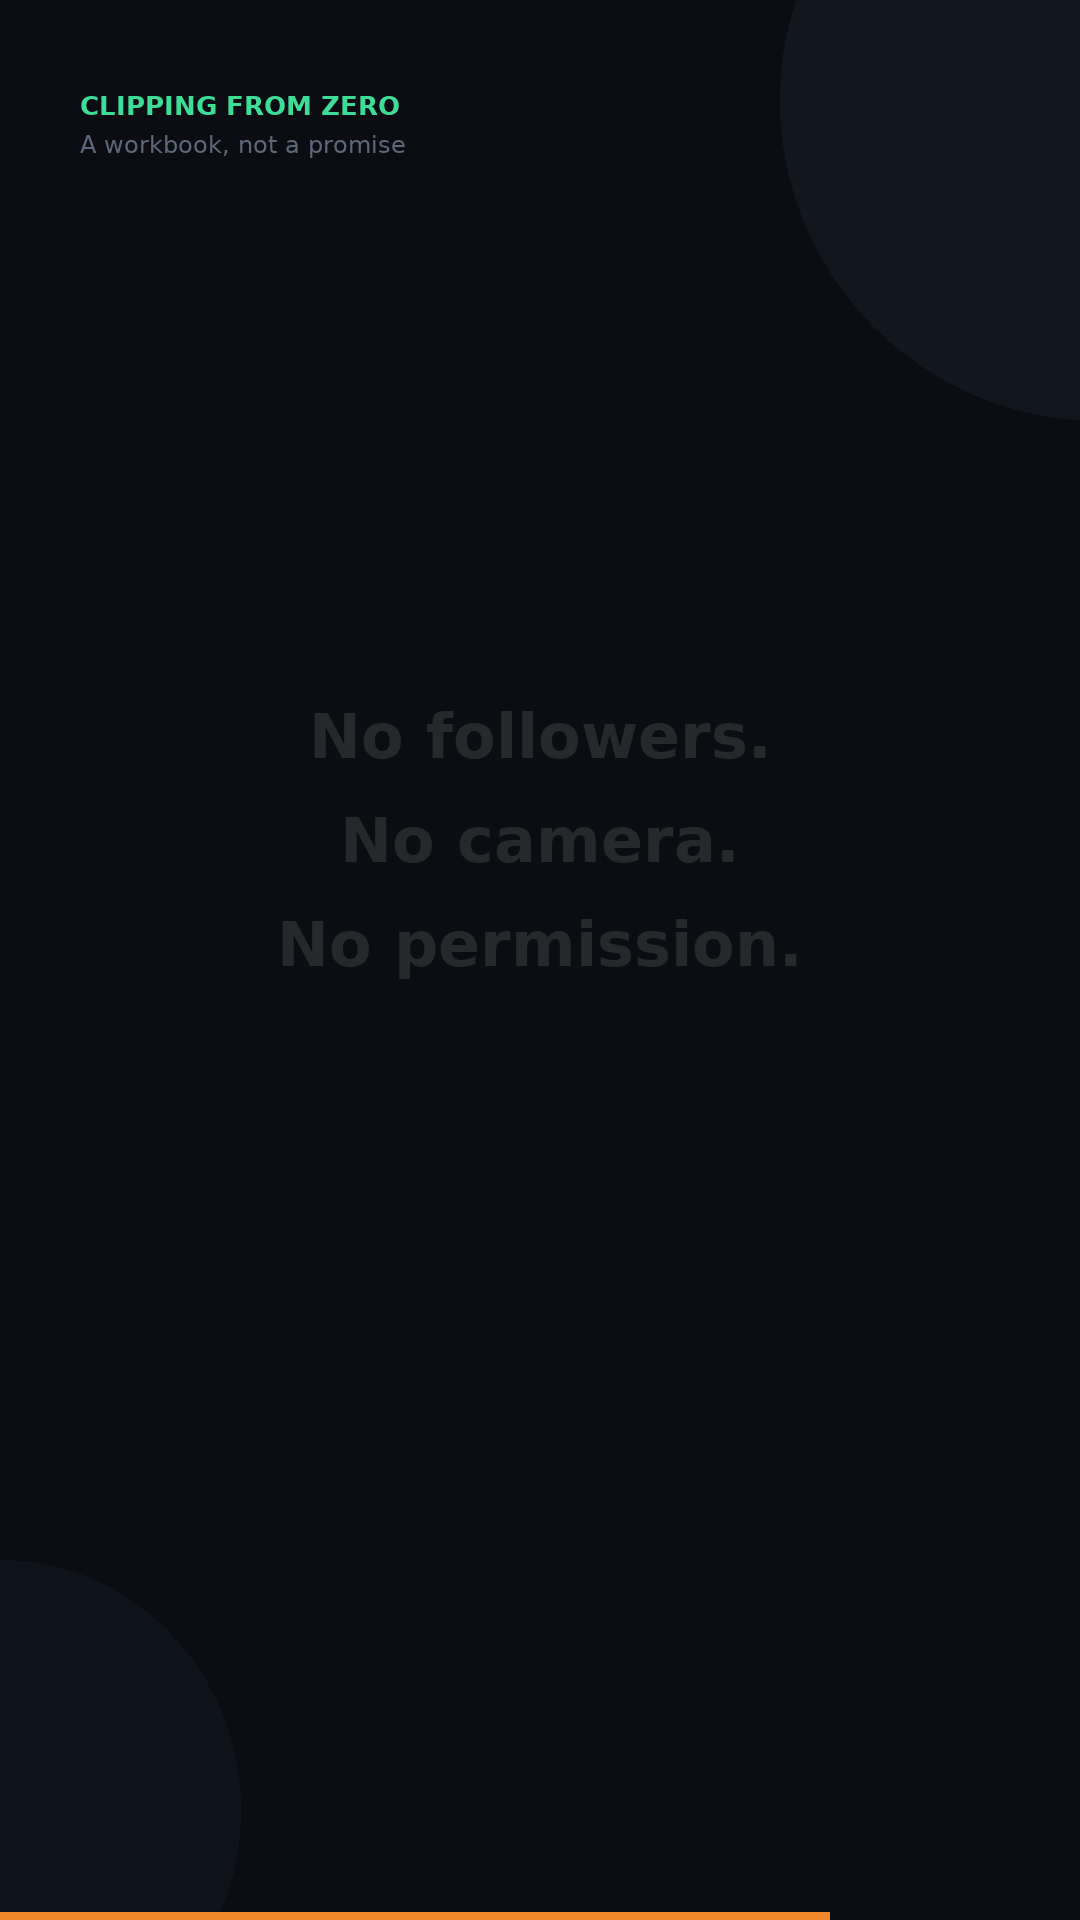 CLIPPING FROM ZERO
A workbook, not a promise
No followers.
No camera.
No permission.